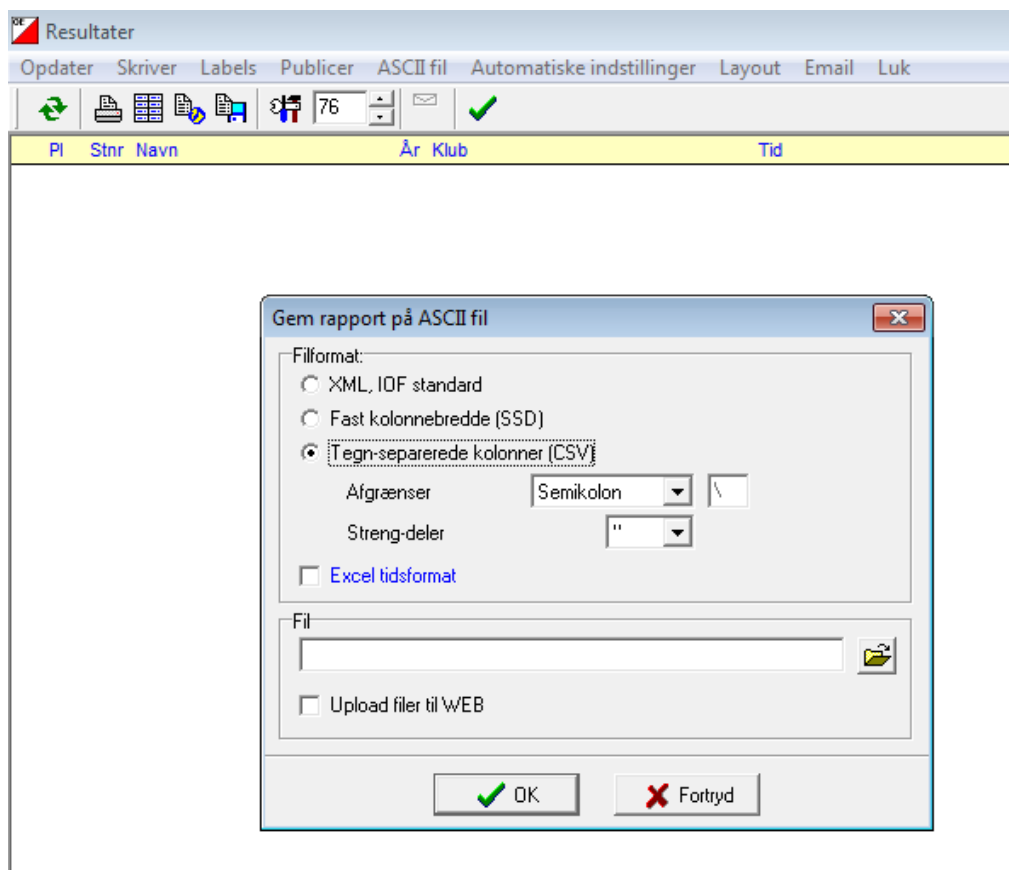 OE Resultater
Opdater Skriver Labels Publicer ASCII fil Automatiske indstillinger Layout Email Luk
76
Pl Stnr Navn År Klub Tid
Gem rapport på ASCII fil
Filformat:
XML, IOF standard
Fast kolonnebredde (SSD)
Tegn-separerede kolonner (CSV)
Afgrænser Semikolon \
Streng-deler "
Excel tidsformat
Fil
Upload filer til WEB
OK Fortryd